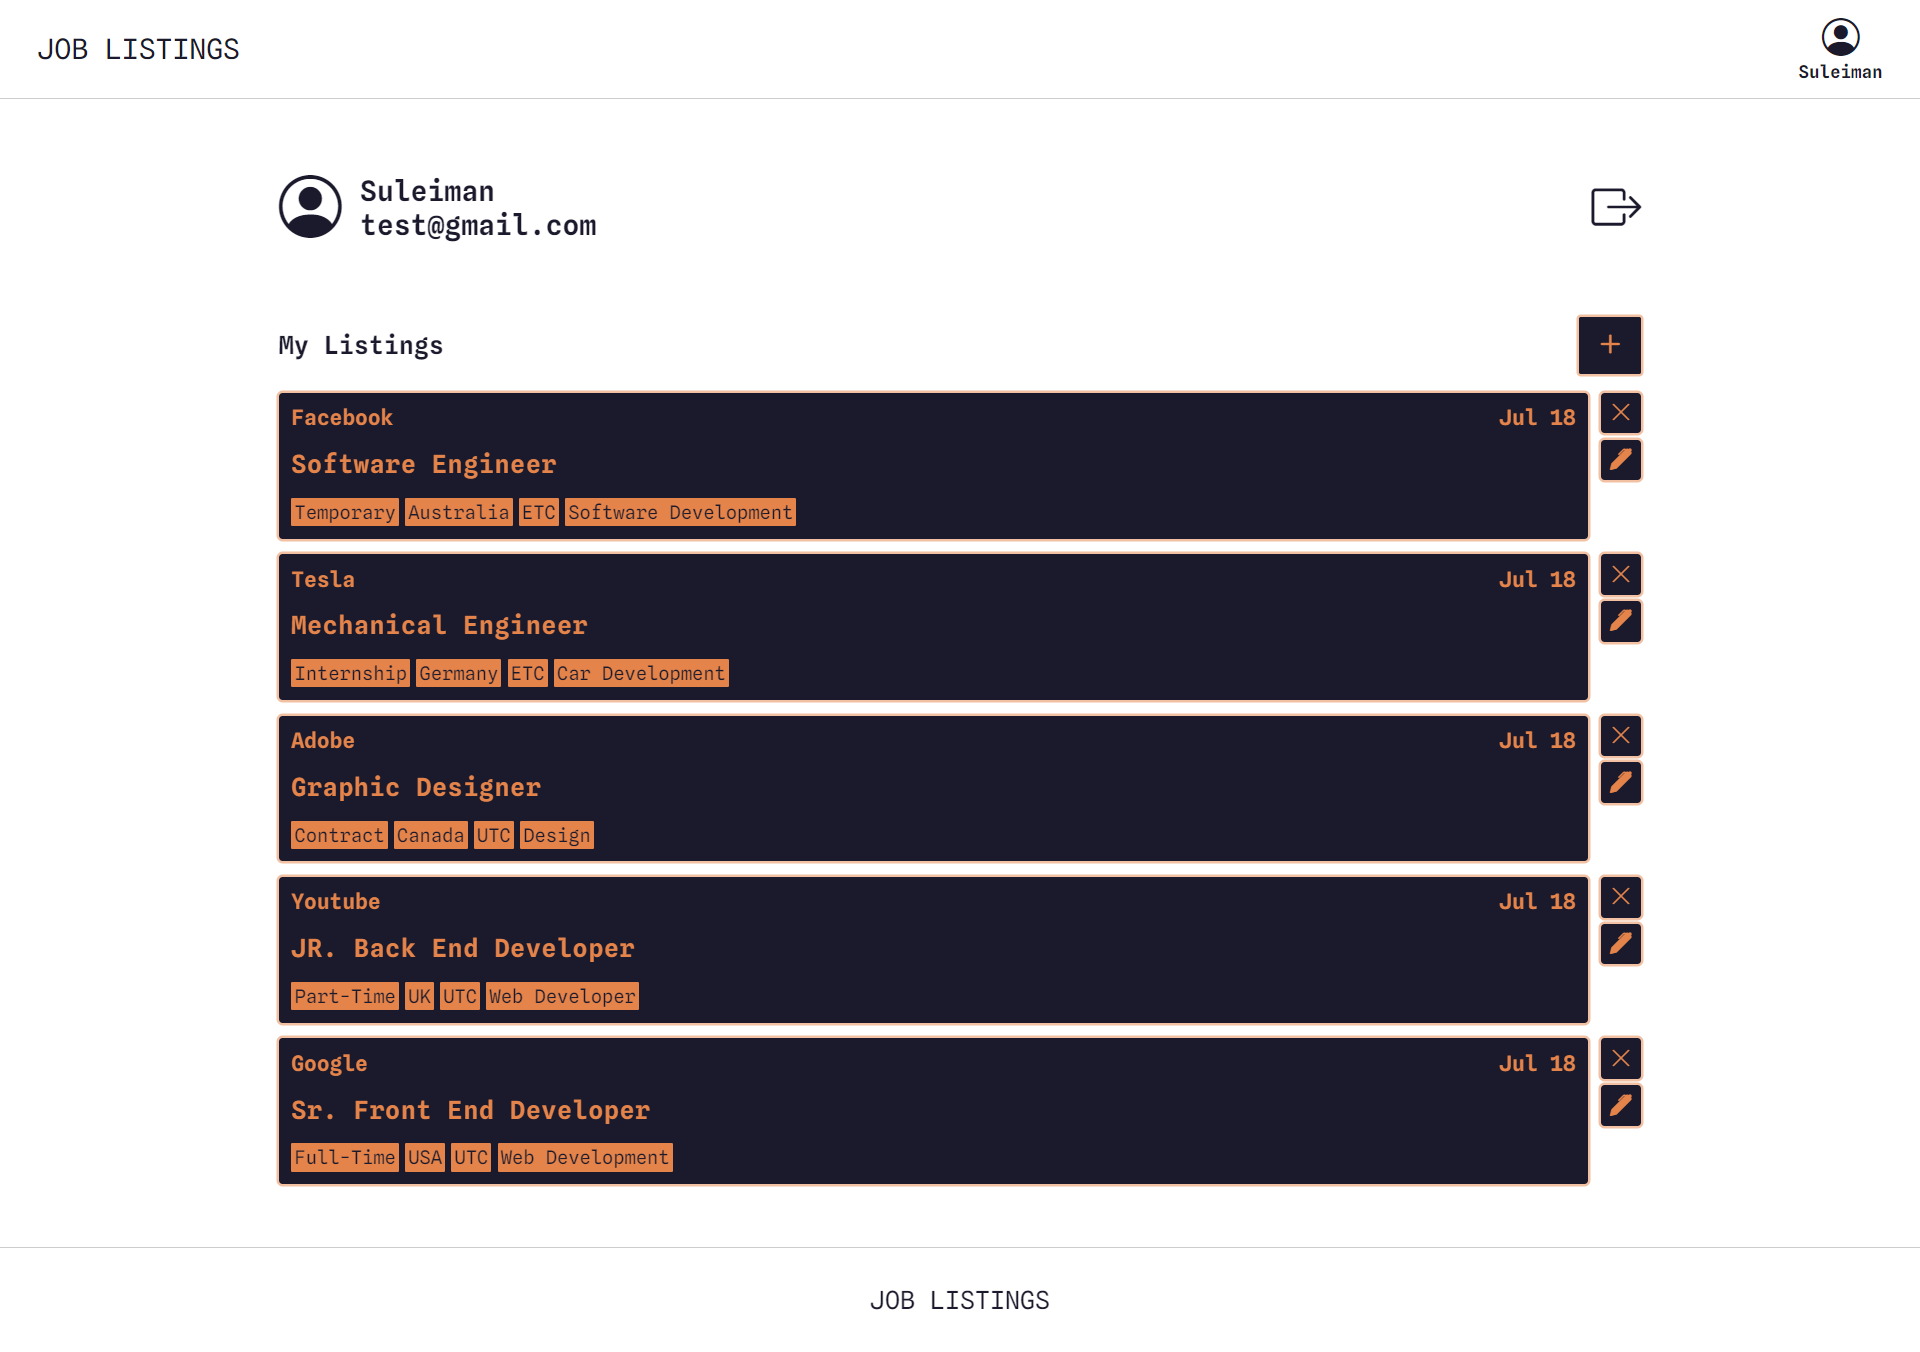 JOB LISTINGS
Suleiman
Suleiman
test@gmail.com
My Listings
Facebook Jul 18
Software Engineer
Temporary Australia ETC Software Development
Tesla Jul 18
Mechanical Engineer
Internship Germany ETC Car Development
Adobe Jul 18
Graphic Designer
Contract Canada UTC Design
Youtube Jul 18
JR. Back End Developer
Part-Time UK UTC Web Developer
Google Jul 18
Sr. Front End Developer
Full-Time USA UTC Web Development
JOB LISTINGS